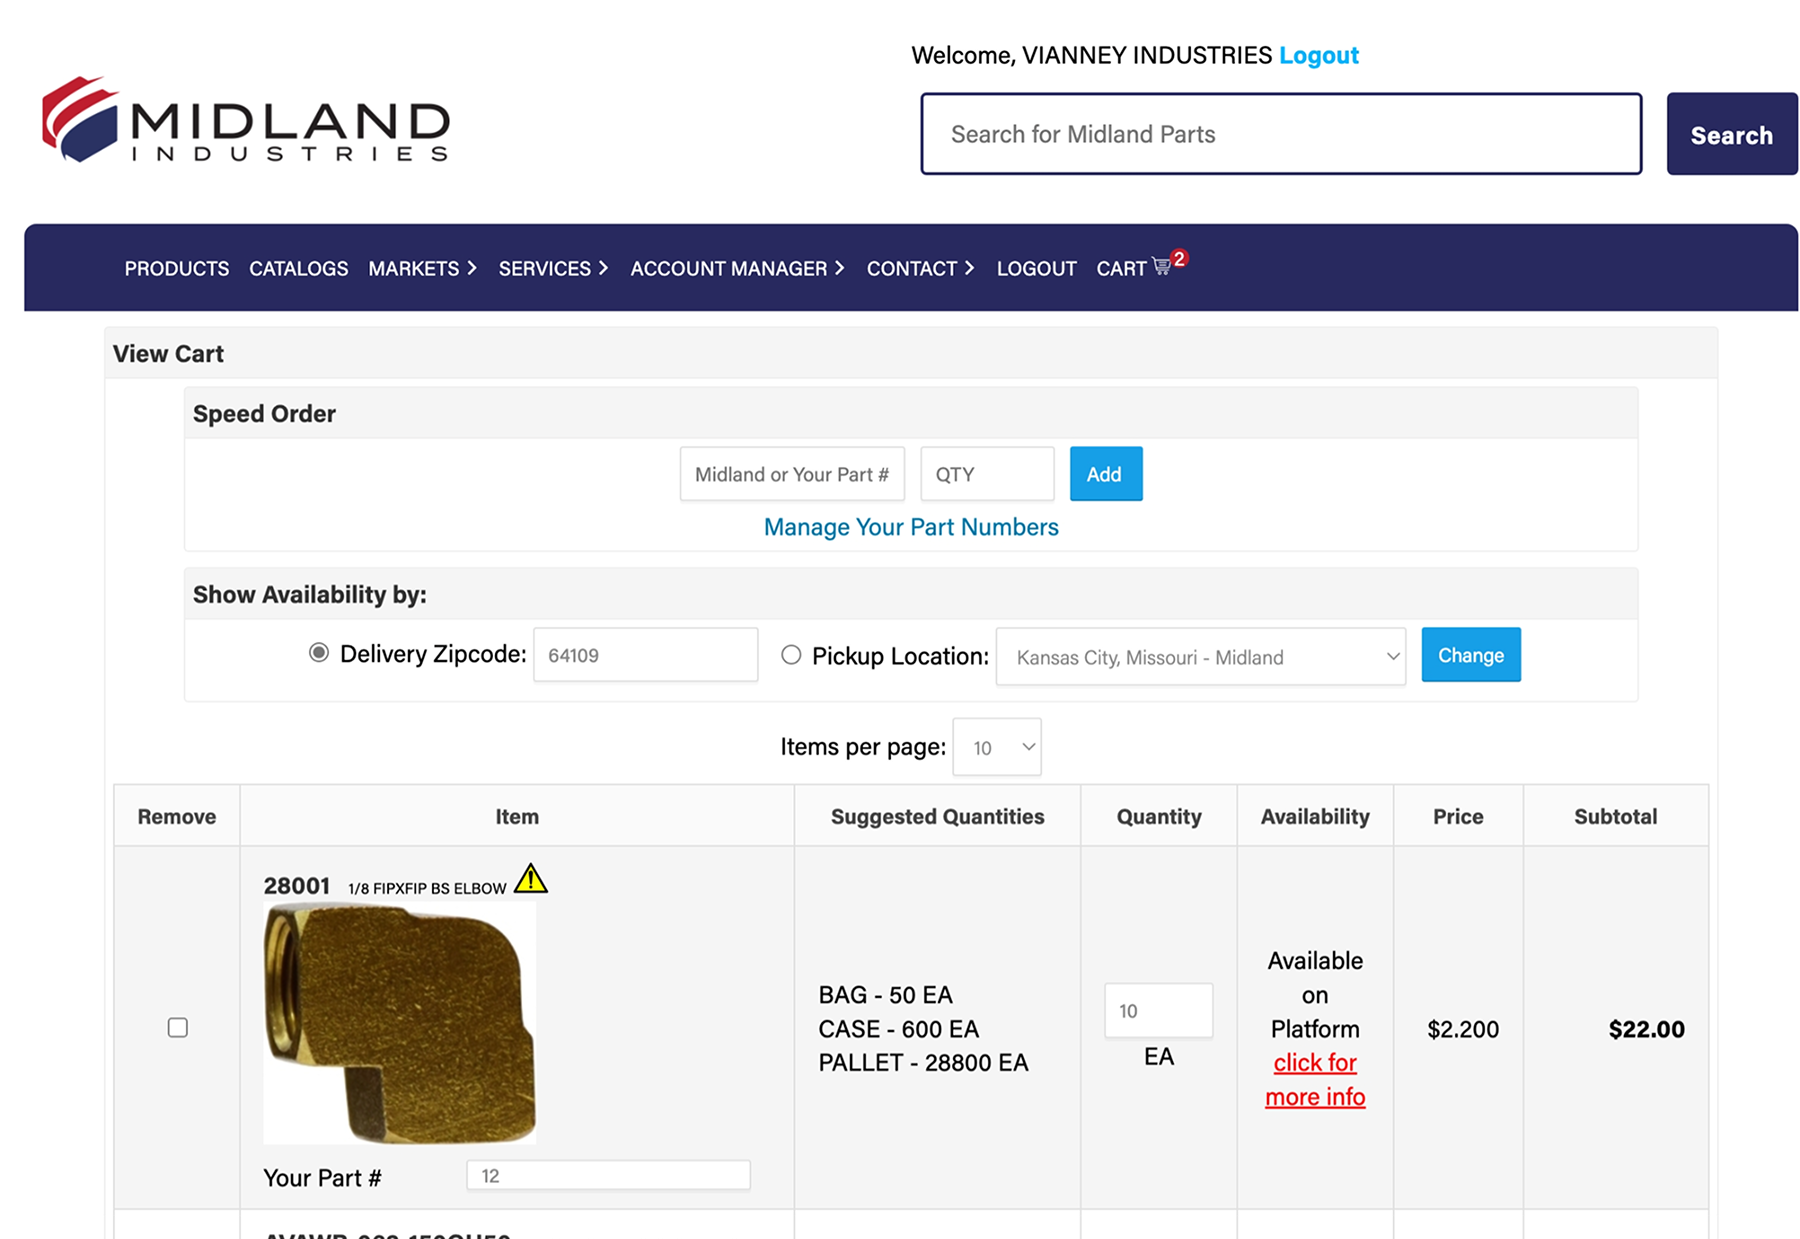 Welcome, VIANNEY INDUSTRIES Logout
MIDLAND
INDUSTRIES
Search for Midland Parts
Search
PRODUCTS CATALOGS MARKETS SERVICES ACCOUNT MANAGER CONTACT LOGOUT CART 2
View Cart
Speed Order
Midland or Your Part # QTY Add
Manage Your Part Numbers
Show Availability by:
Delivery Zipcode: 64109 Pickup Location: Kansas City, Missouri - Midland Change
Items per page: 10
Remove Item Suggested Quantities Quantity Availability Price Subtotal
28001 1/8 FIPXFIP BS ELBOW
BAG - 50 EA
CASE - 600 EA
PALLET - 28800 EA
10
EA
Available
on
Platform
click for
more info
$2.200
$22.00
Your Part # 12